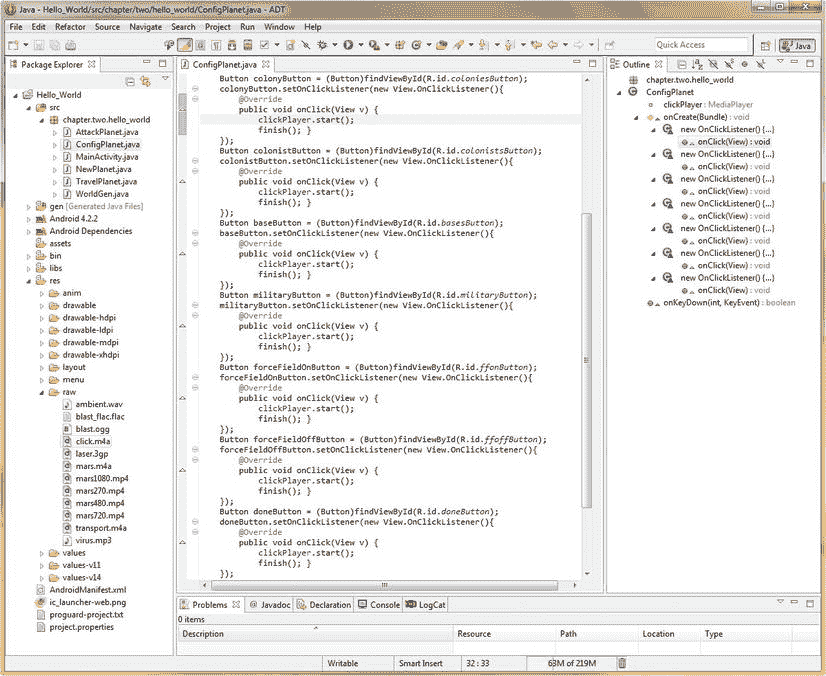 Java - Hello_World/src/chapter/two/hello_world/ConfigPlanet.java - ADT
File Edit Refactor Source Navigate Search Project Run Window Help
Quick Access
Java
Package Explorer
Hello_World
src
chapter.two.hello_world
AttackPlanet.java
ConfigPlanet.java
MainActivity.java
NewPlanet.java
TravelPlanet.java
WorldGen.java
gen [Generated Java Files]
Android 4.2.2
Android Dependencies
assets
bin
libs
res
anim
drawable
drawable-hdpi
drawable-ldpi
drawable-mdpi
drawable-xhdpi
layout
menu
raw
ambient.wav
blast_flac.flac
blast.ogg
click.m4a
laser.3gp
mars.m4a
mars1080.mp4
mars270.mp4
mars480.mp4
mars720.mp4
transport.m4a
virus.mp3
values
values-v11
values-v14
AndroidManifest.xml
ic_launcher-web.png
proguard-project.txt
project.properties
ConfigPlanet.java
Button colonyButton = (Button)findViewById(R.id.coloniesButton);
colonyButton.setOnClickListener(new View.OnClickListener(){
@Override
public void onClick(View v) {
clickPlayer.start();
finish(); }
});
Button colonistButton = (Button)findViewById(R.id.colonistsButton);
colonistButton.setOnClickListener(new View.OnClickListener(){
@Override
public void onClick(View v) {
clickPlayer.start();
finish(); }
});
Button baseButton = (Button)findViewById(R.id.basesButton);
baseButton.setOnClickListener(new View.OnClickListener(){
@Override
public void onClick(View v) {
clickPlayer.start();
finish(); }
});
Button militaryButton = (Button)findViewById(R.id.militaryButton);
militaryButton.setOnClickListener(new View.OnClickListener(){
@Override
public void onClick(View v) {
clickPlayer.start();
finish(); }
});
Button forceFieldOnButton = (Button)findViewById(R.id.ffonButton);
forceFieldOnButton.setOnClickListener(new View.OnClickListener(){
@Override
public void onClick(View v) {
clickPlayer.start();
finish(); }
});
Button forceFieldOffButton = (Button)findViewById(R.id.ffoffButton);
forceFieldOffButton.setOnClickListener(new View.OnClickListener(){
@Override
public void onClick(View v) {
clickPlayer.start();
finish(); }
});
Button doneButton = (Button)findViewById(R.id.doneButton);
doneButton.setOnClickListener(new View.OnClickListener(){
@Override
public void onClick(View v) {
clickPlayer.start();
finish(); }
});
Outline
chapter.two.hello_world
ConfigPlanet
clickPlayer : MediaPlayer
onCreate(Bundle) : void
new OnClickListener() {...}
onClick(View) : void
new OnClickListener() {...}
onClick(View) : void
new OnClickListener() {...}
onClick(View) : void
new OnClickListener() {...}
onClick(View) : void
new OnClickListener() {...}
onClick(View) : void
new OnClickListener() {...}
onClick(View) : void
new OnClickListener() {...}
onClick(View) : void
onKeyDown(int, KeyEvent) : boolean
Problems @ Javadoc Declaration Console LogCat
0 items
Description Resource Path Location Type
Writable Smart Insert 32 : 33 63M of 219M